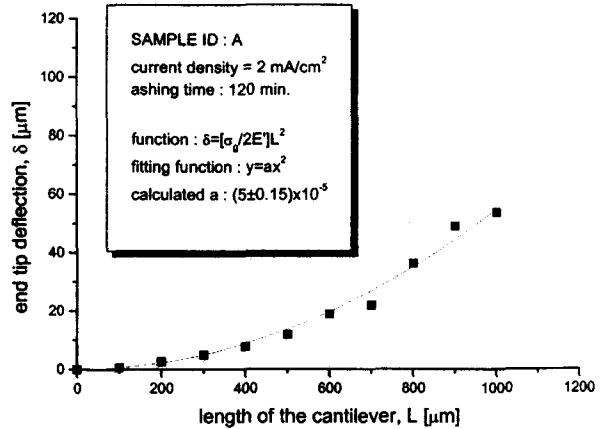 120
100
80
60
40
20
0
end tip deflection, δ [μm]
SAMPLE ID : A
current density = 2 mA/cm²
ashing time : 120 min.
function : δ=[σg/2E']L²
fitting function : y=ax²
calculated a : (5±0.15)x10⁻⁵
0 200 400 600 800 1000 1200
length of the cantilever, L [μm]